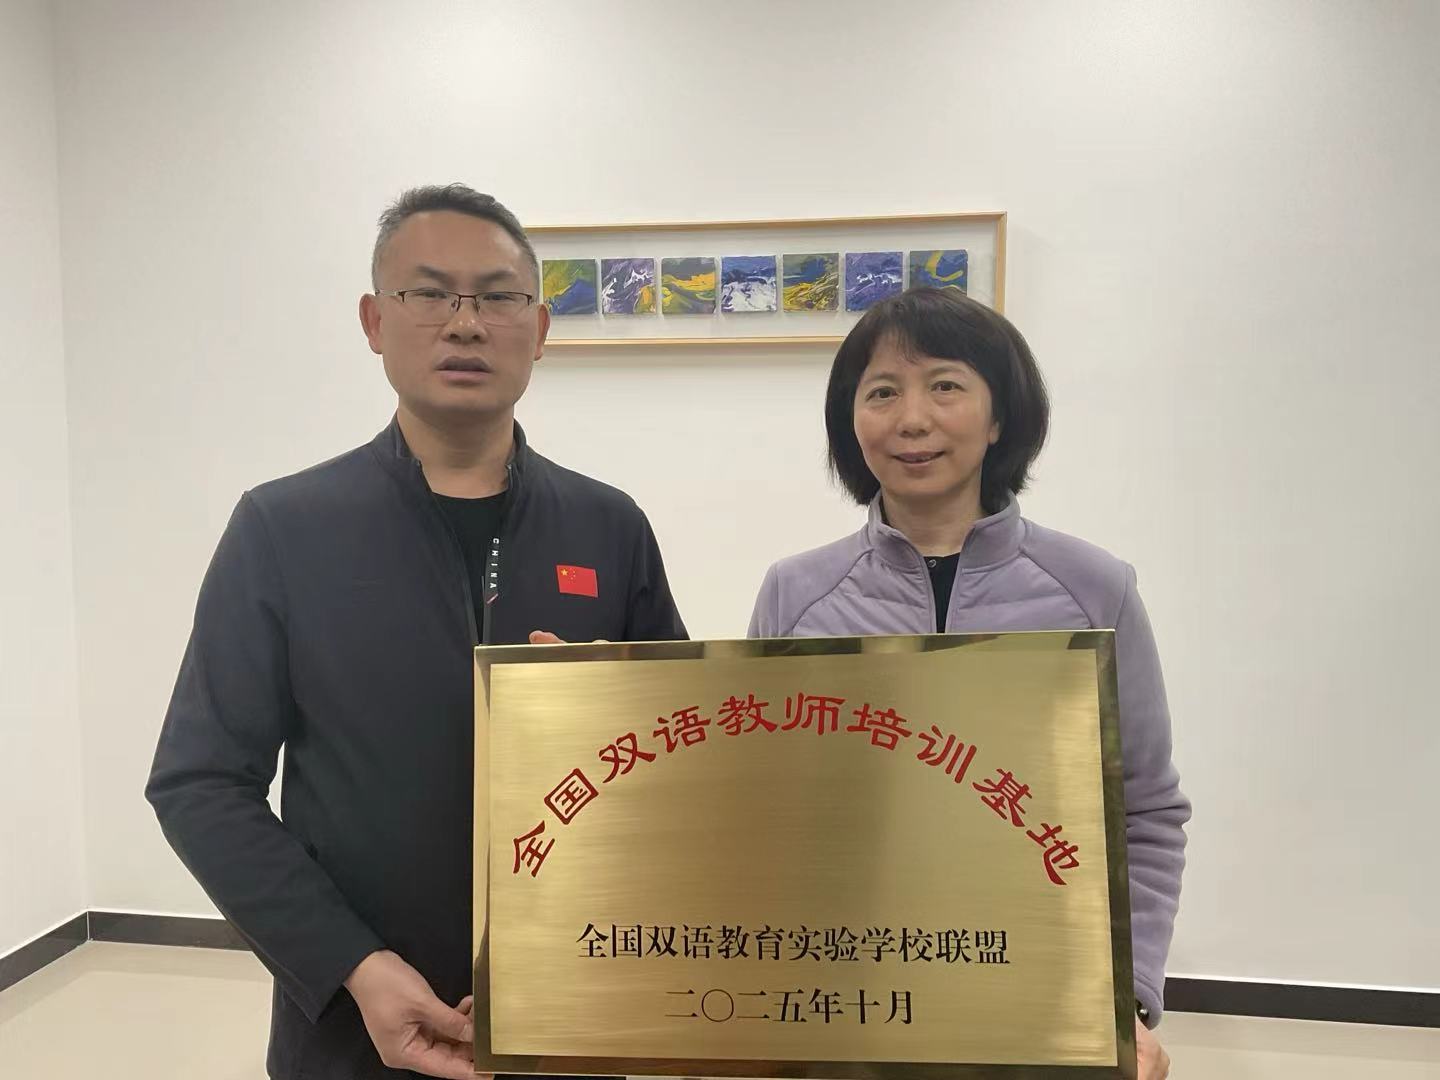 CHINA
全国双语教师培训基地
全国双语教育实验学校联盟
二〇二五年十月